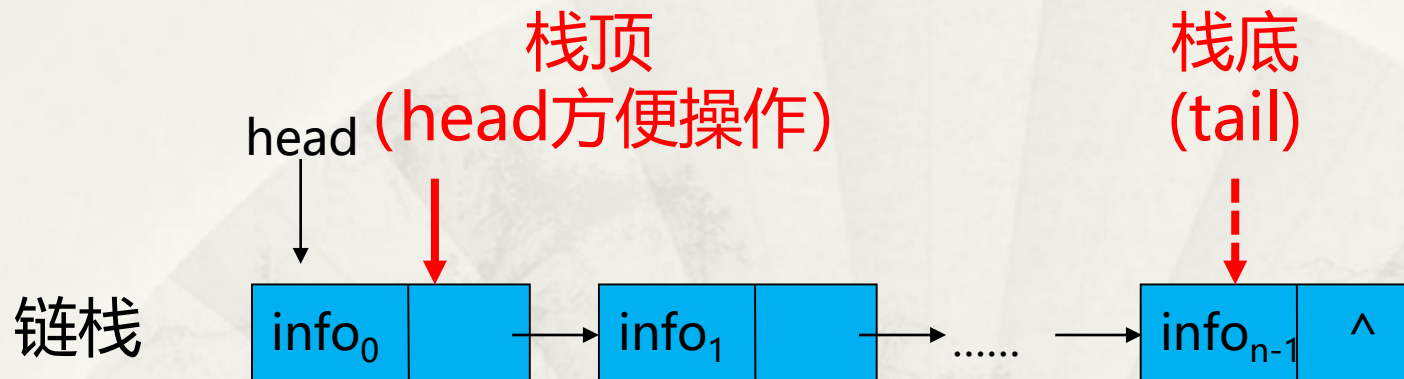 栈顶
(head方便操作)
栈底
(tail)
head
链栈
info₀
info₁
......
infoₙ₋₁
^